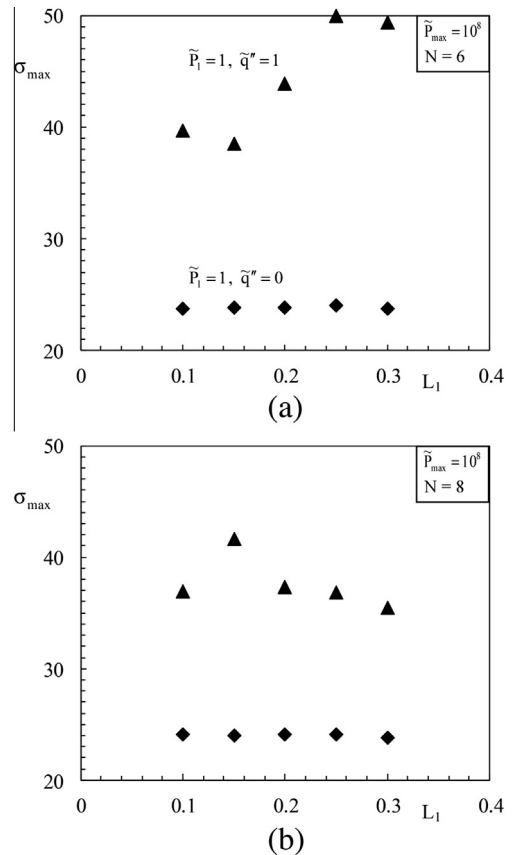 50
P̃max = 10⁸
σmax
P̃₁ = 1, q̃″ = 1
N = 6
40
30
P̃₁ = 1, q̃″ = 0
20
0 0.1 0.2 0.3 L₁ 0.4
(a)
50
P̃max = 10⁸
σmax
N = 8
40
30
20
0 0.1 0.2 0.3 L₁ 0.4
(b)